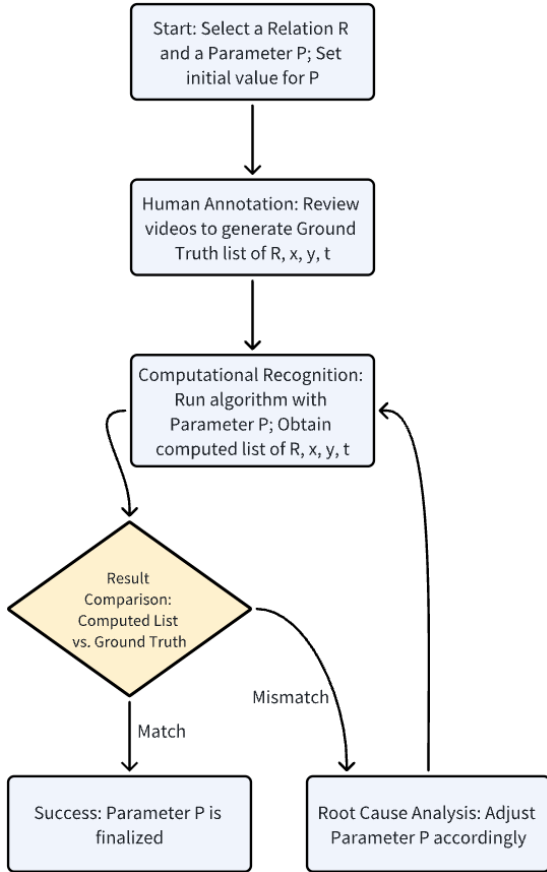 Start: Select a Relation R
and a Parameter P; Set
initial value for P
Human Annotation: Review
videos to generate Ground
Truth list of R, x, y, t
Computational Recognition:
Run algorithm with
Parameter P; Obtain
computed list of R, x, y, t
Result
Comparison:
Computed List
vs. Ground Truth
Mismatch
Match
Success: Parameter P is
finalized
Root Cause Analysis: Adjust
Parameter P accordingly